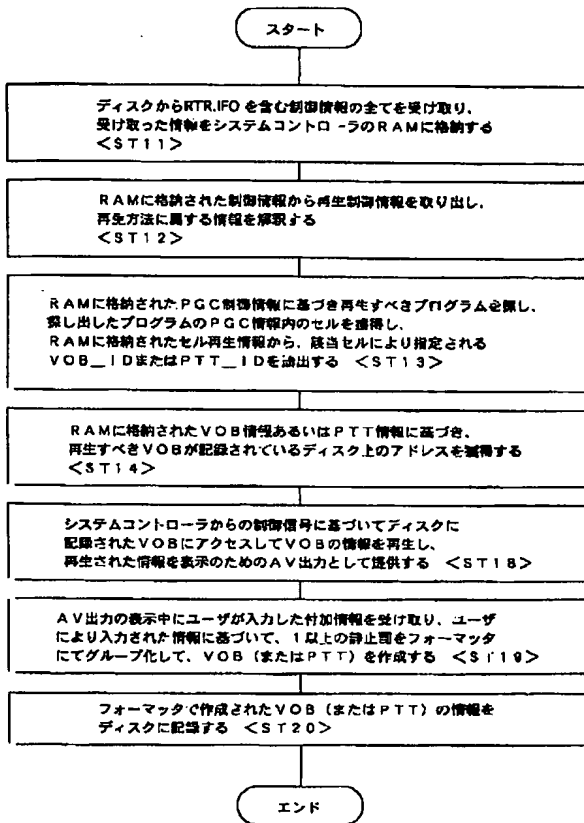 スタート
ディスクからRTR.IFOを含む制御情報の全てを受け取り、
受け取った情報をシステムコントローラのRAMに格納する
<ST11>
RAMに格納された制御情報から再生制御情報を取り出し、
再生方法に関する情報を解釈する
<ST12>
RAMに格納されたPGC制御情報に基づき再生すべきプログラムを探し、
探し出したプログラムのPGC情報内のセルを獲得し、
RAMに格納されたセル再生情報から、該当セルにより指定される
VOB_IDまたはPTT_IDを抽出する <ST13>
RAMに格納されたVOB情報あるいはPTT情報に基づき、
再生すべきVOBが記録されているディスク上のアドレスを獲得する
<ST14>
システムコントローラからの制御信号に基づいてディスクに
記録されたVOBにアクセスしてVOBの情報を再生し、
再生された情報を表示のためのAV出力として提供する <ST18>
AV出力の表示中にユーザが入力した付加情報を受け取り、ユーザ
により入力された情報に基づいて、1以上の静止画をフォーマッタ
にてグループ化して、VOB(またはPTT)を作成する <ST19>
フォーマッタで作成されたVOB(またはPTT)の情報を
ディスクに記録する <ST20>
エンド